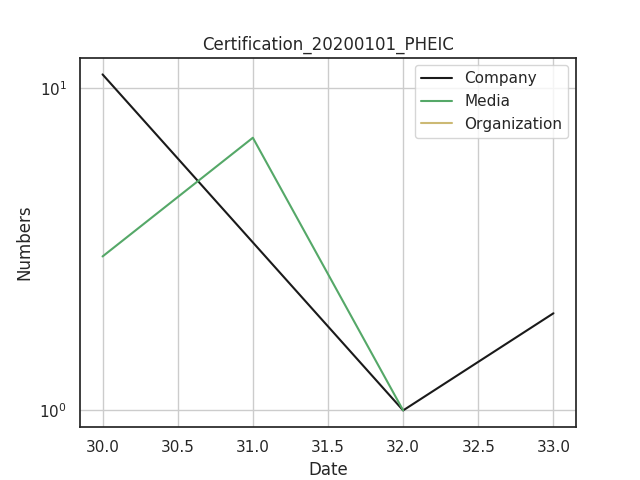 Certification_20200101_PHEIC
Company
Media
Organization
10¹
10⁰
Numbers
30.0 30.5 31.0 31.5 32.0 32.5 33.0
Date